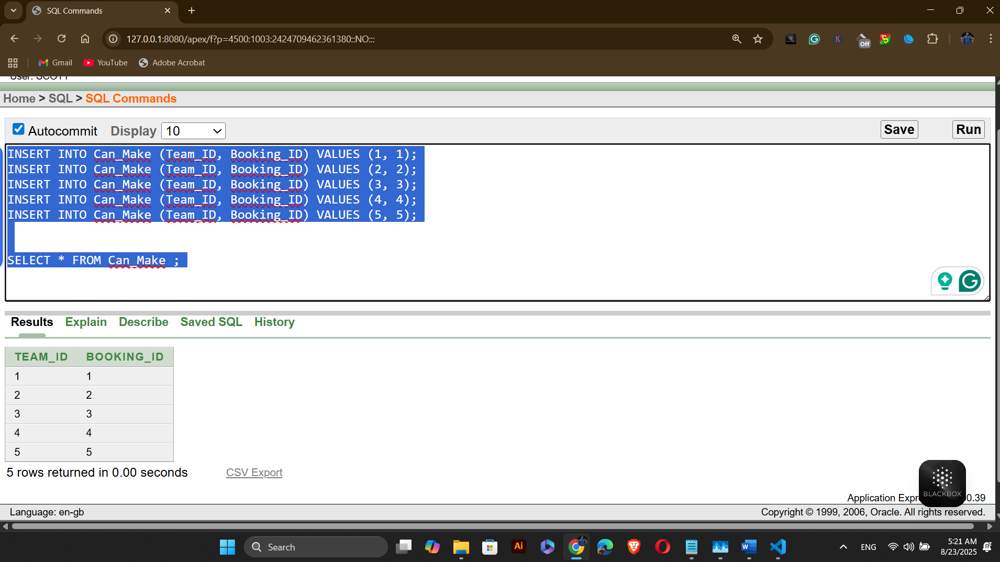 SQL Commands
127.0.0.1:8080/apex/f?p=4500:1003:2424709462361380::NO:::
Off
Gmail
YouTube
Adobe Acrobat
User: SCOTT
Home > SQL > SQL Commands
Autocommit Display 10 Save Run
INSERT INTO Can_Make (Team_ID, Booking_ID) VALUES (1, 1);
INSERT INTO Can_Make (Team_ID, Booking_ID) VALUES (2, 2);
INSERT INTO Can_Make (Team_ID, Booking_ID) VALUES (3, 3);
INSERT INTO Can_Make (Team_ID, Booking_ID) VALUES (4, 4);
INSERT INTO Can_Make (Team_ID, Booking_ID) VALUES (5, 5);
SELECT * FROM Can_Make ;
Results Explain Describe Saved SQL History
TEAM_ID BOOKING_ID
1 1
2 2
3 3
4 4
5 5
5 rows returned in 0.00 seconds CSV Export
BLACKBOX
Application Expr 0.39
Language: en-gb Copyright © 1999, 2006, Oracle. All rights reserved.
Search
Ai
ENG
5:21 AM
8/23/2025